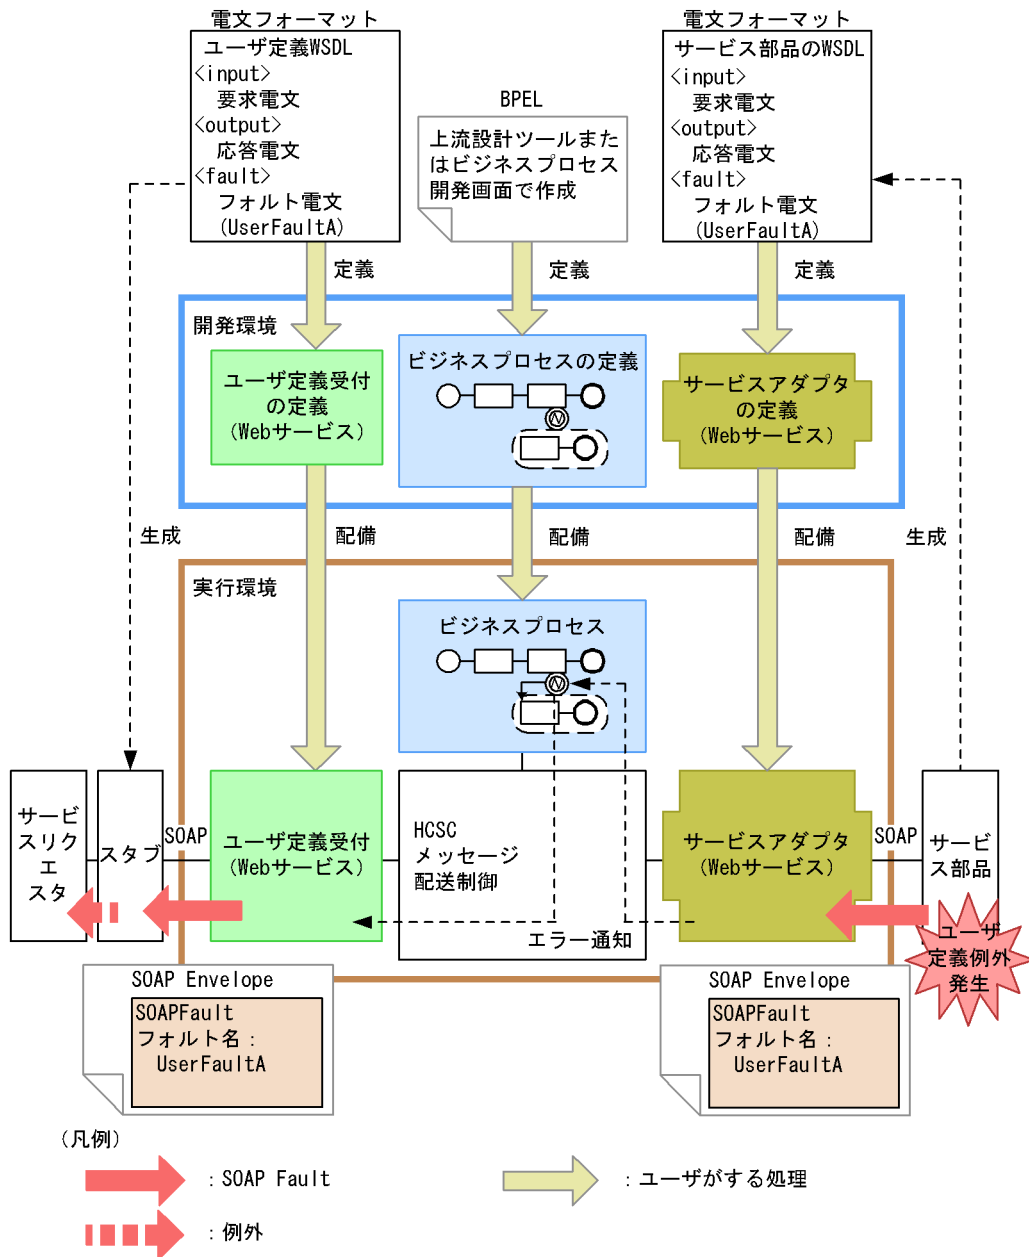 電文フォーマット
ユーザ定義WSDL
<input>
要求電文
<output>
応答電文
<fault>
フォルト電文
(UserFaultA)
BPEL
上流設計ツールまた
はビジネスプロセス
開発画面で作成
電文フォーマット
サービス部品のWSDL
<input>
要求電文
<output>
応答電文
<fault>
フォルト電文
(UserFaultA)
定義
定義
定義
開発環境
ユーザ定義受付
の定義
(Webサービス)
ビジネスプロセスの定義
サービスアダプタ
の定義
(Webサービス)
生成
配備
配備
配備
生成
実行環境
ビジネスプロセス
サービ
スリク
エ
スタ
スタブ
SOAP
ユーザ定義受付
(Webサービス)
HCSC
メッセージ
配送制御
サービスアダプタ
(Webサービス)
SOAP
サービ
ス部品
エラー通知
ユーザ
定義例外
発生
SOAP Envelope
SOAPFault
フォルト名：
UserFaultA
SOAP Envelope
SOAPFault
フォルト名：
UserFaultA
(凡例)
：SOAP Fault
：ユーザがする処理
：例外